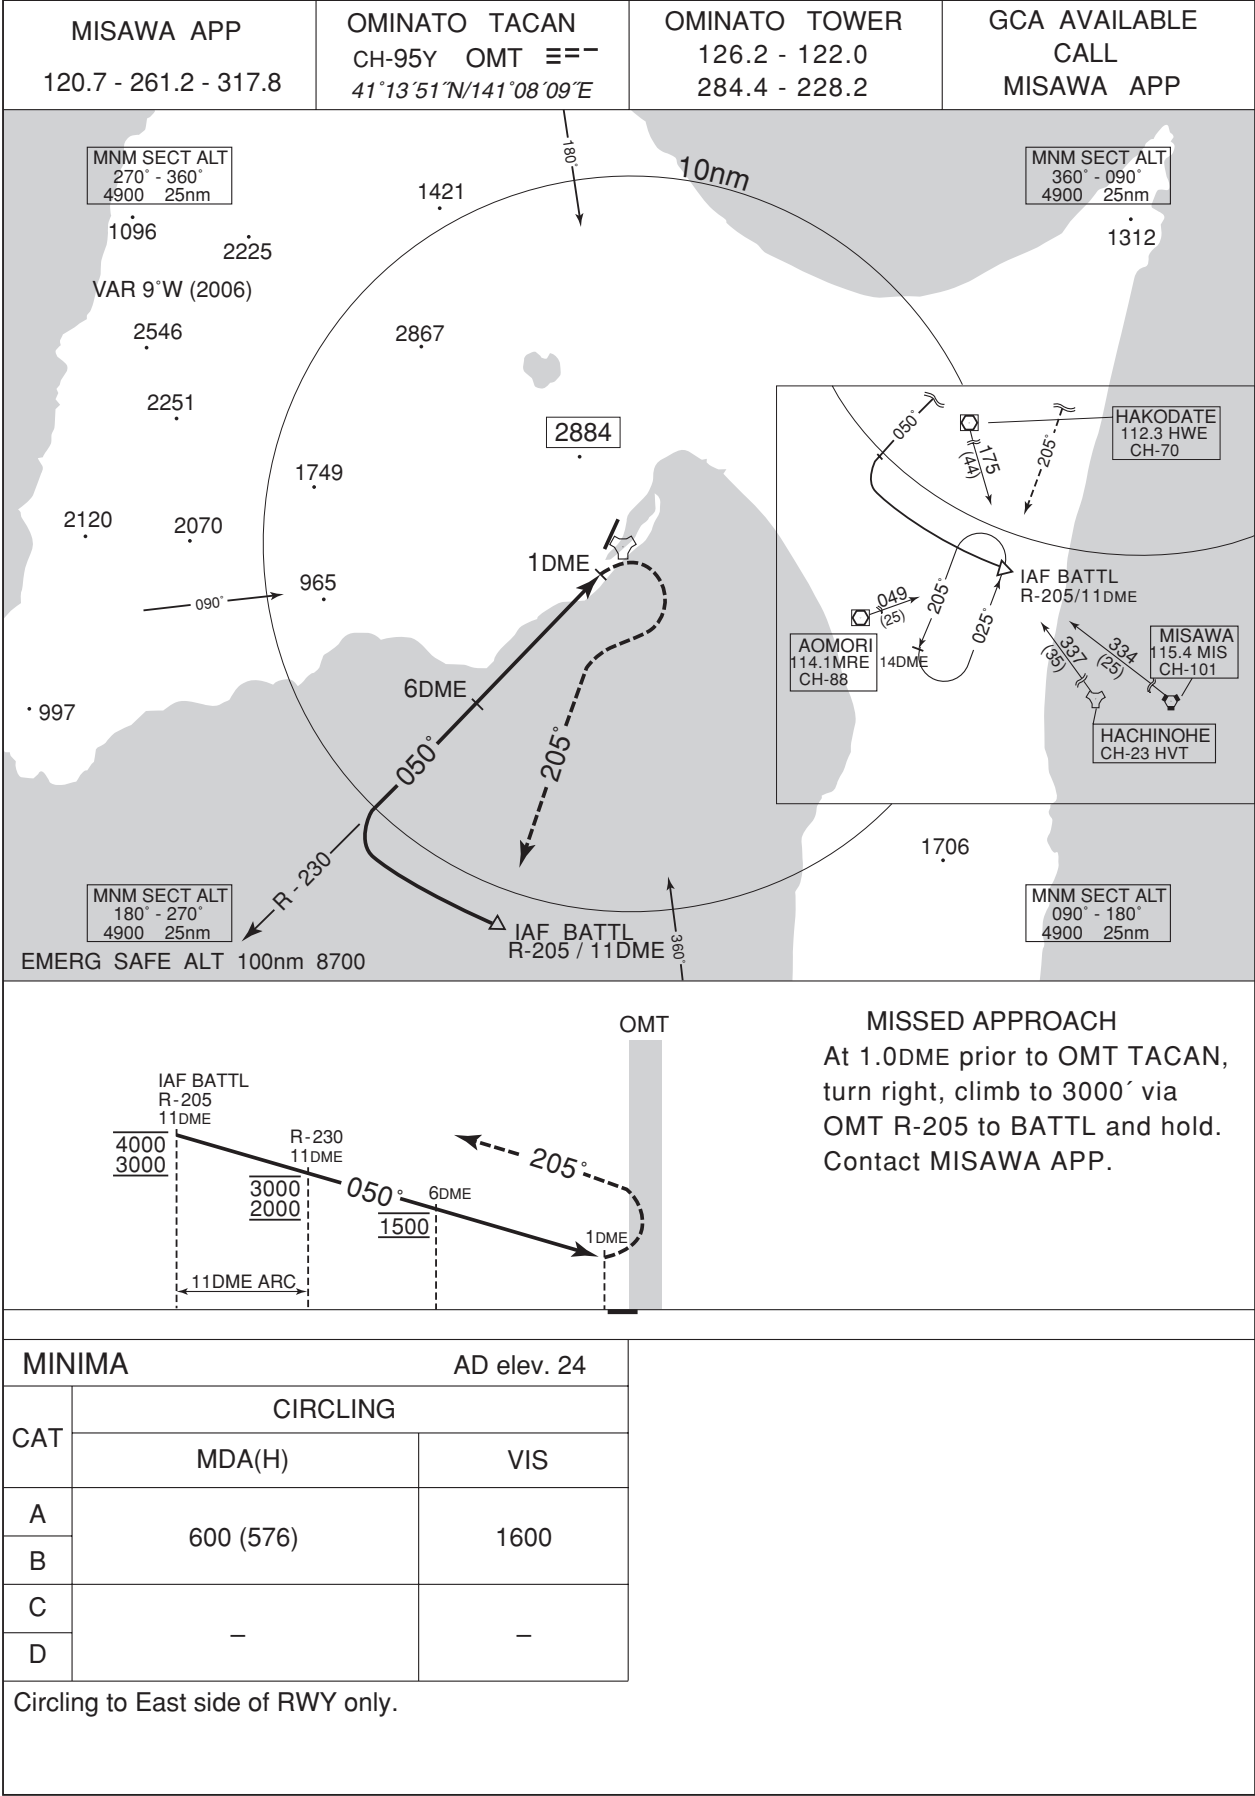 MISAWA APP
120.7 - 261.2 - 317.8
OMINATO TACAN
CH-95Y OMT
41°13´51˝N/141°08´09˝E
OMINATO TOWER
126.2 - 122.0
284.4 - 228.2
GCA AVAILABLE
CALL
MISAWA APP
MNM SECT ALT
270° - 360°
4900 25nm
180°
10nm
MNM SECT ALT
360° - 090°
4900 25nm
1421
1096
2225
1312
VAR 9°W (2006)
2546
2867
2251
2884
1749
2120
2070
965
090°
997
1DME
6DME
050°
205°
R - 230
IAF BATTL
R-205 / 11DME
360°
1706
050°
HAKODATE
112.3 HWE
CH-70
175
(44)
205°
IAF BATTL
R-205/11DME
049
(25)
205°
025°
AOMORI
114.1MRE
CH-88
14DME
337
(35)
334
(25)
MISAWA
115.4 MIS
CH-101
HACHINOHE
CH-23 HVT
MNM SECT ALT
180° - 270°
4900 25nm
MNM SECT ALT
090° - 180°
4900 25nm
EMERG SAFE ALT 100nm 8700
OMT
IAF BATTL
R-205
11DME
4000
3000
R-230
11DME
3000
2000
050°
6DME
1500
205°
1DME
11DME ARC
MISSED APPROACH
At 1.0DME prior to OMT TACAN,
turn right, climb to 3000´ via
OMT R-205 to BATTL and hold.
Contact MISAWA APP.
MINIMA AD elev. 24
CAT
CIRCLING
MDA(H) VIS
A
B
600 (576) 1600
C
D
– –
Circling to East side of RWY only.